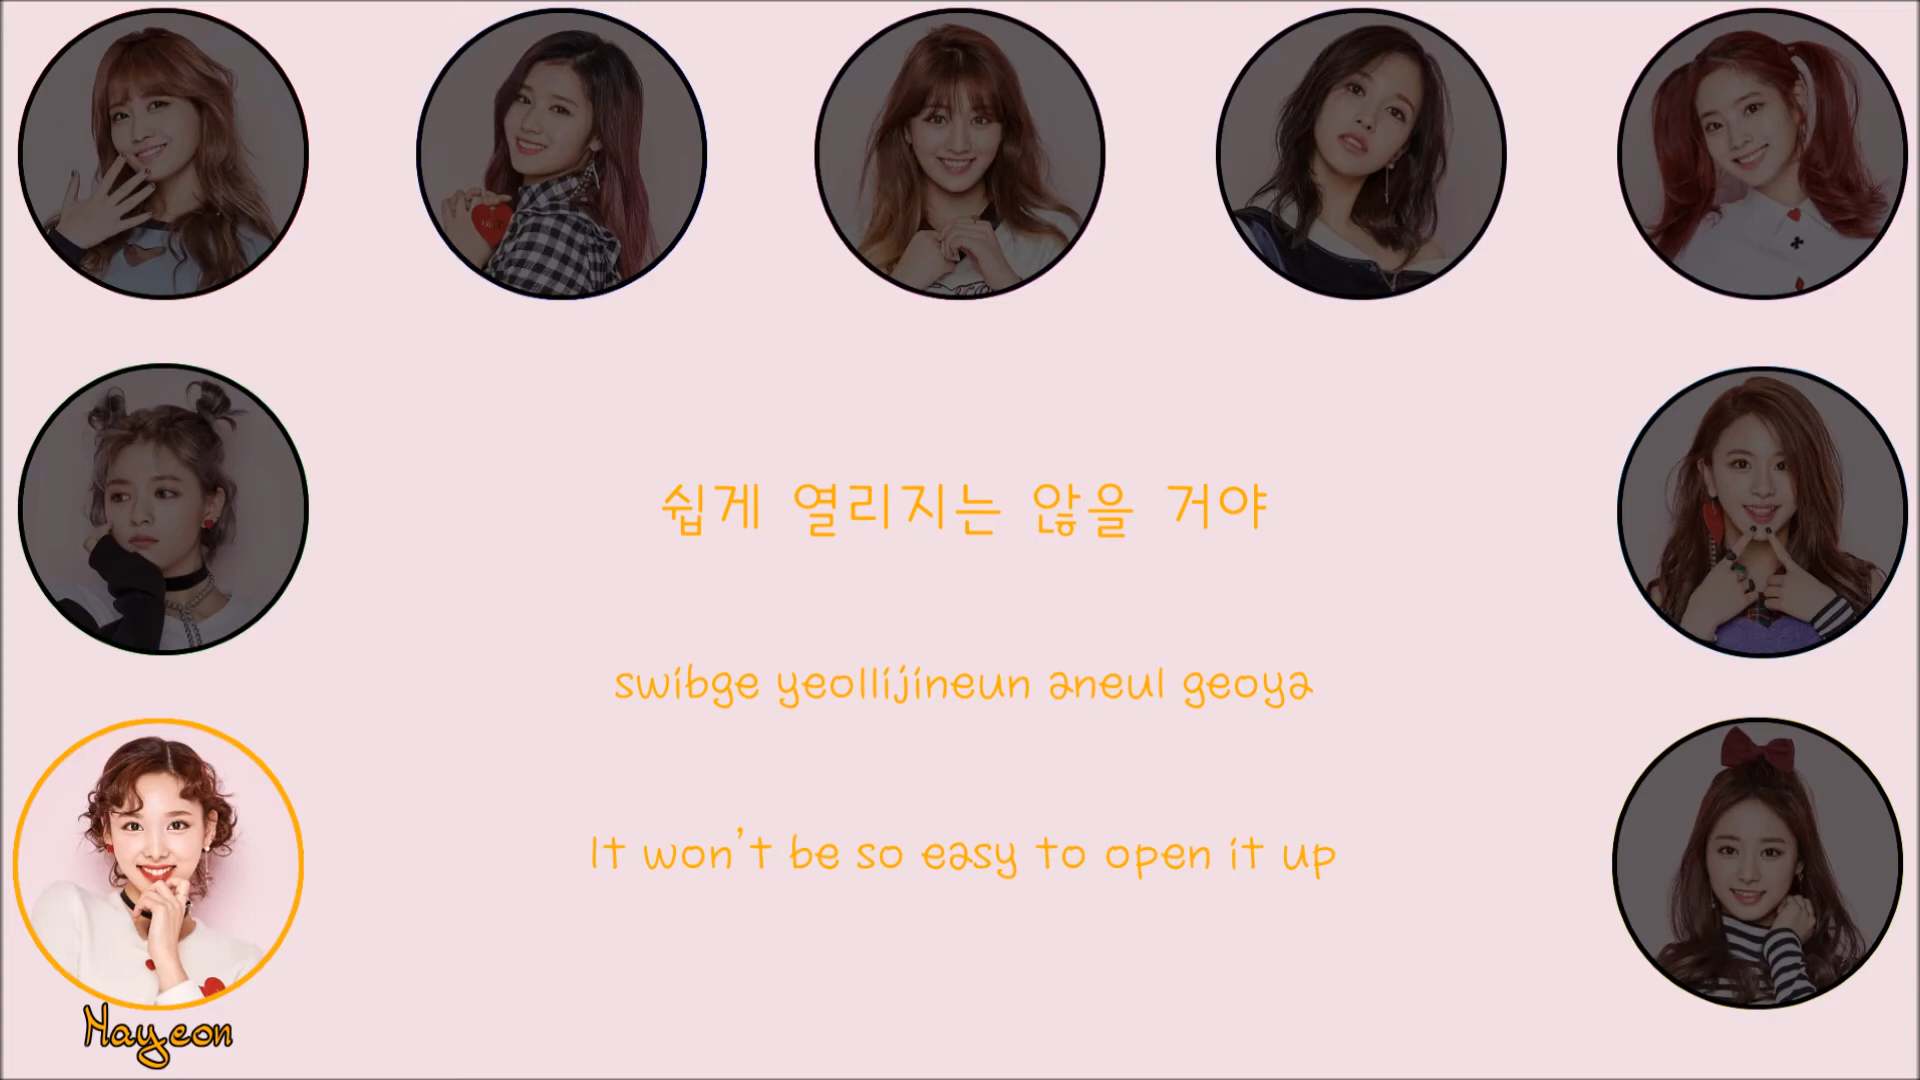 쉽게 열리지는 않을 거야
swibge yeollijineun aneul geoya
It won't be so easy to open it up
Nayeon